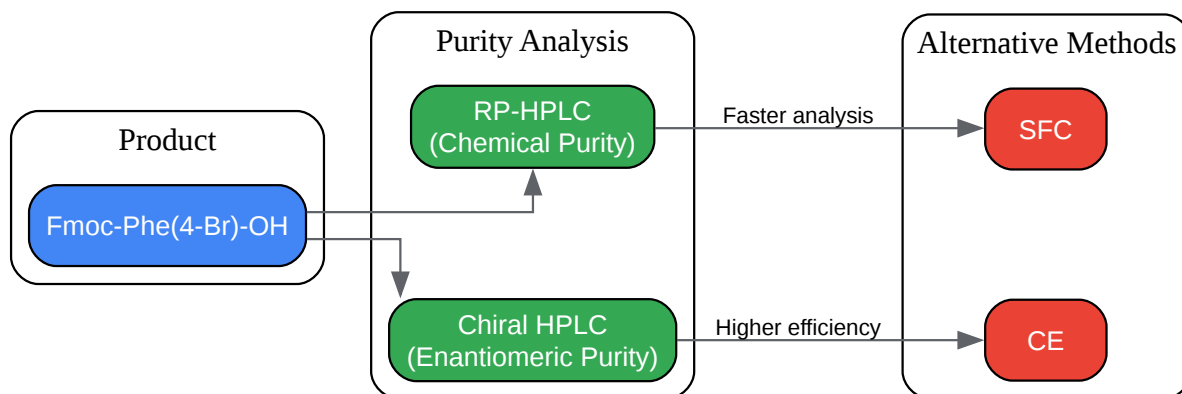 Purity Analysis
Alternative Methods
Product
RP-HPLC
(Chemical Purity)
Faster analysis
SFC
Fmoc-Phe(4-Br)-OH
Chiral HPLC
(Enantiomeric Purity)
Higher efficiency
CE